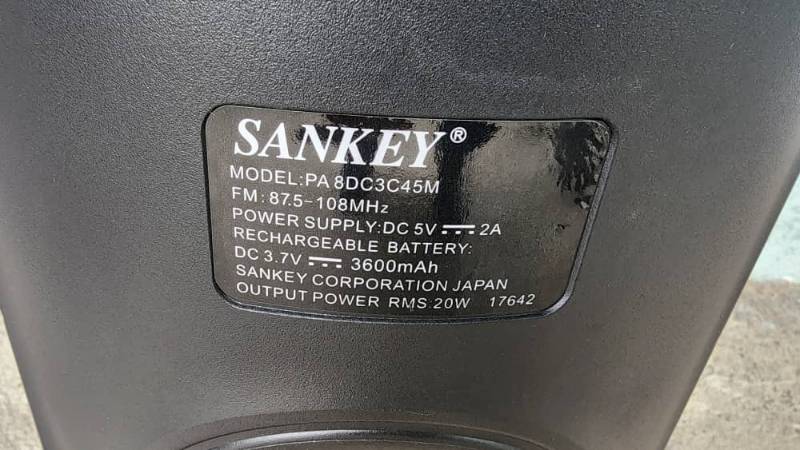 SANKEY®
MODEL:PA 8DC3C45M
FM: 87.5-108MHz
POWER SUPPLY:DC 5V ⎓ 2A
RECHARGEABLE BATTERY:
DC 3.7V ⎓ 3600mAh
SANKEY CORPORATION JAPAN
OUTPUT POWER RMS:20W 17642